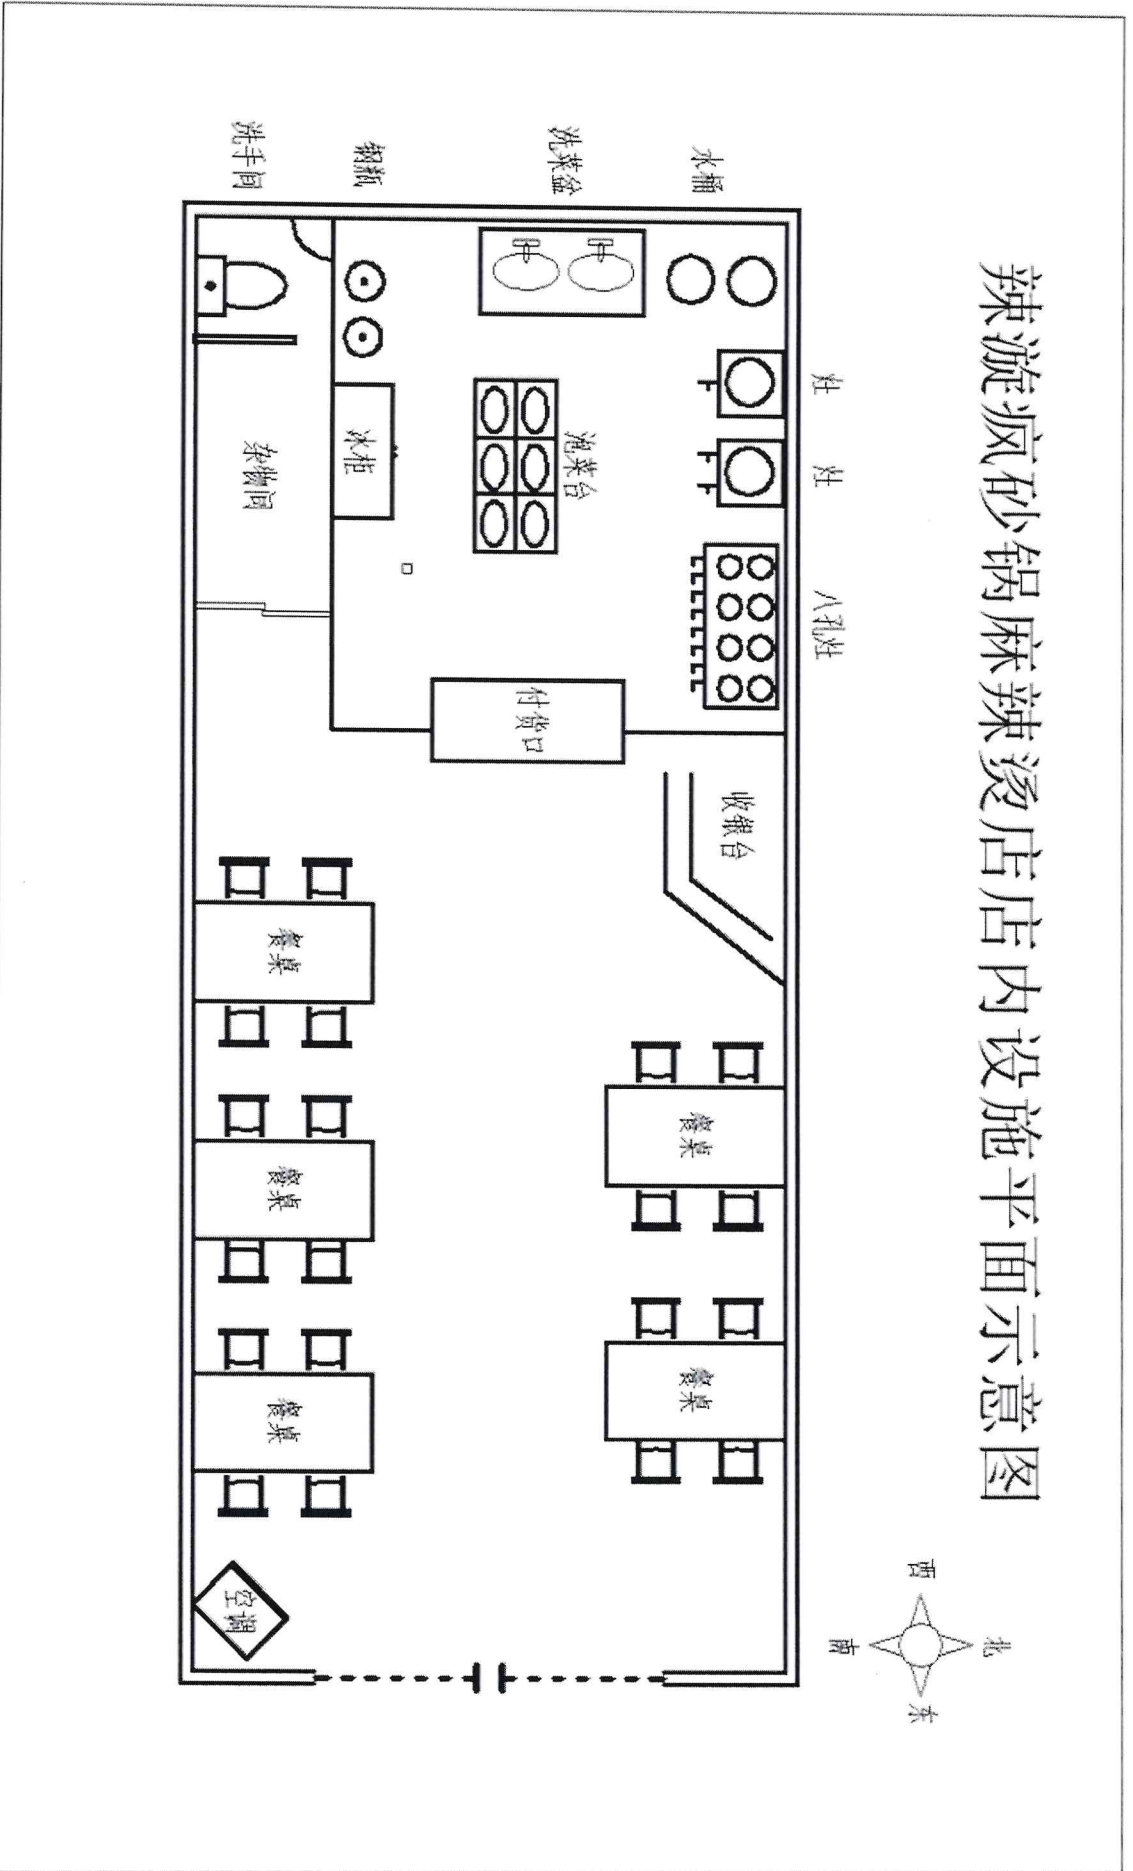 辣漩疯砂锅麻辣烫店店内设施平面示意图
西
北
南
东
水桶
洗菜盆
钢瓶
洗手间
灶
灶
八孔灶
泡菜台
冰柜
杂物间
付货口
收银台
餐桌
餐桌
餐桌
餐桌
餐桌
空调